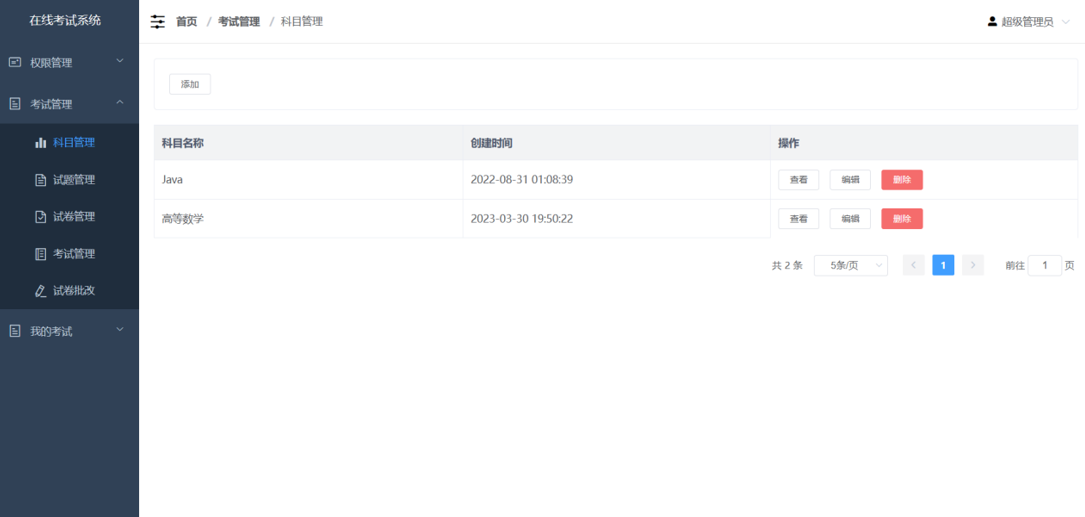 在线考试系统
首页 / 考试管理 / 科目管理
超级管理员
权限管理
考试管理
科目管理
试题管理
试卷管理
考试管理
试卷批改
我的考试
添加
科目名称 创建时间 操作
Java 2022-08-31 01:08:39 查看 编辑 删除
高等数学 2023-03-30 19:50:22 查看 编辑 删除
共 2 条 5条/页 1 前往 1 页